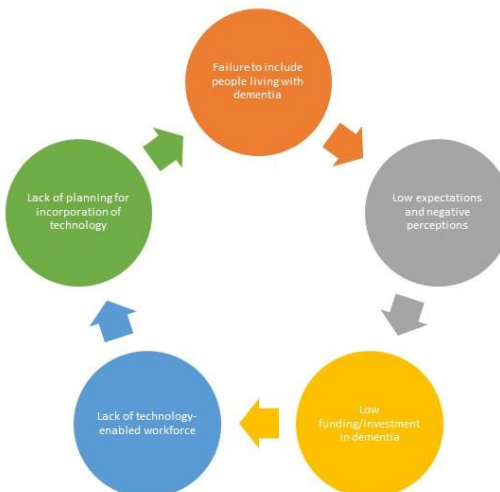 Failure to include
people living with
dementia
Low expectations
and negative
perceptions
Low
funding/investment
in dementia
Lack of technology-
enabled workforce
Lack of planning for
incorporation of
technology